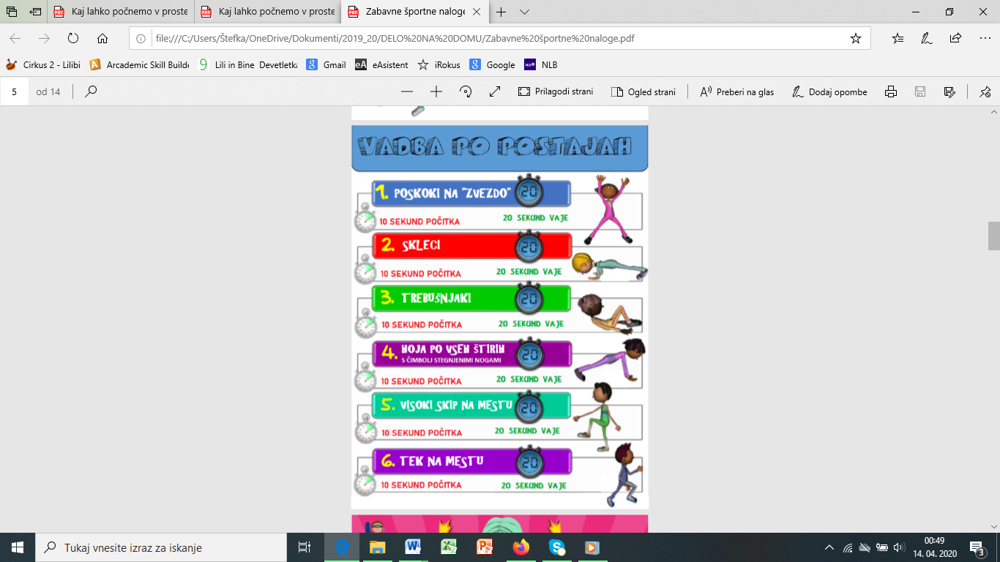 Kaj lahko počnemo v proste
Kaj lahko počnemo v proste
Zabavne športne naloge
file:///C:/Users/Štefka/OneDrive/Dokumenti/2019_20/DELO%20NA%20DOMU/Zabavne%20športne%20naloge.pdf
Cirkus 2 - Lilibi
Arcademic Skill Builde
9 Lili in Bine Devetletka
Gmail
eA eAsistent
iRokus
Google
NLB
5 od 14
Prilagodi strani
Ogled strani
Preberi na glas
Dodaj opombe
VADBA PO POSTAJAH
1. POSKOKI NA "ZVEZDO" 20
10 SEKUND POČITKA 20 SEKUND VAJE
2. SKLECI 20
10 SEKUND POČITKA 20 SEKUND VAJE
3. TREBUŠNJAKI 20
10 SEKUND POČITKA 20 SEKUND VAJE
4. HOJA PO VSEH ŠTIRIH 20
S ČIMBOLJ STEGNJENIMI NOGAMI
10 SEKUND POČITKA 20 SEKUND VAJE
5. VISOKI SKIP NA MESTU 20
10 SEKUND POČITKA 20 SEKUND VAJE
6. TEK NA MESTU 20
10 SEKUND POČITKA 20 SEKUND VAJE
Tukaj vnesite izraz za iskanje
00:49
14. 04. 2020
3